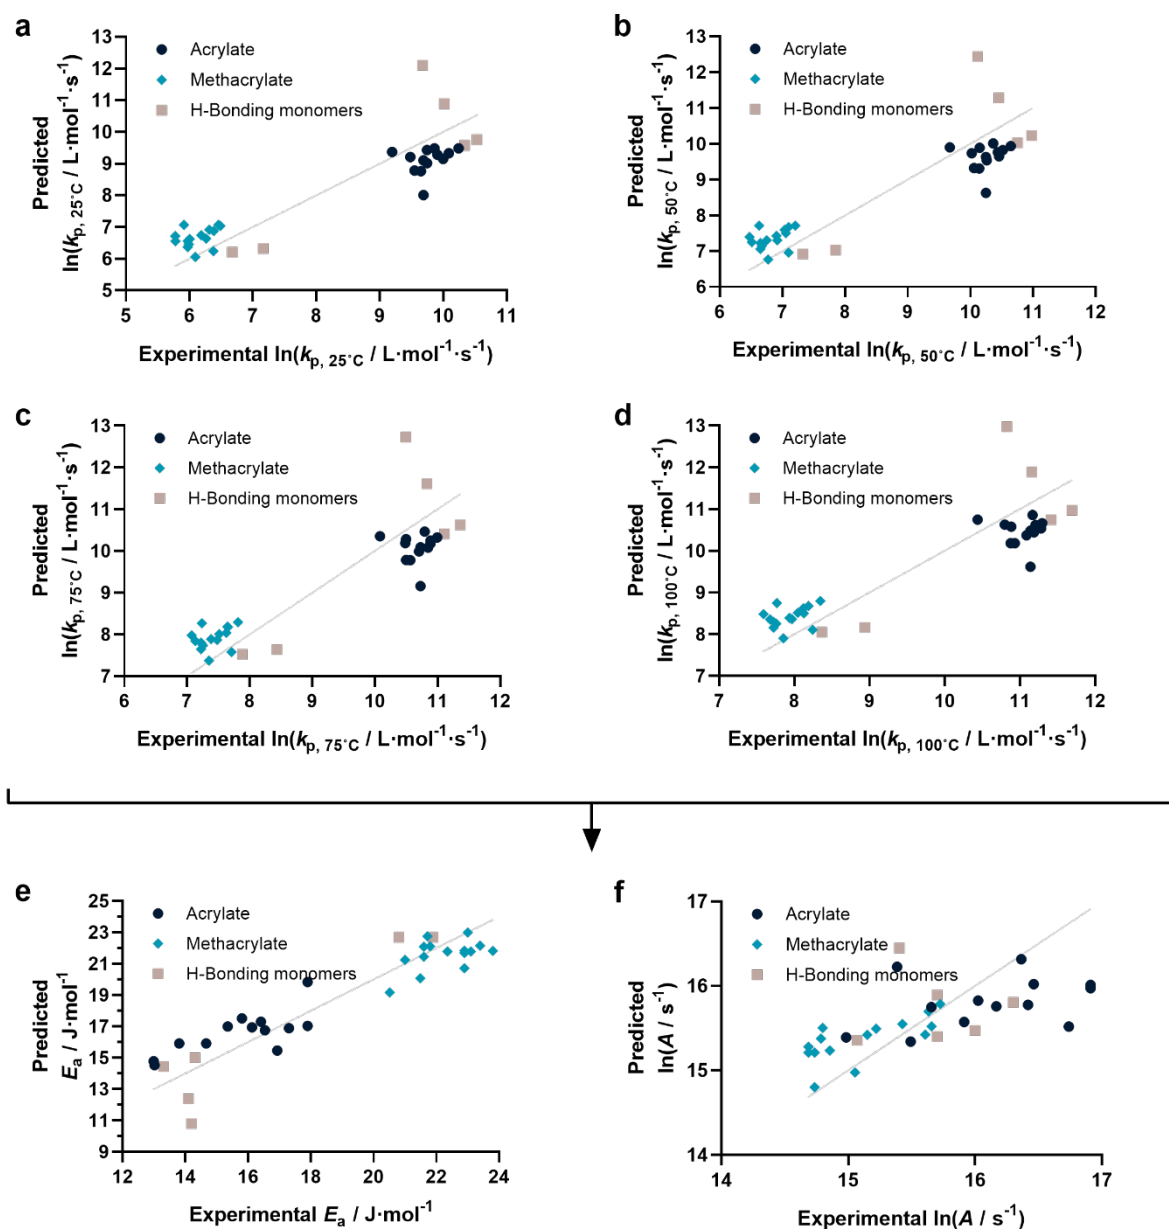 a
Predicted
ln(kp, 25°C / L·mol⁻¹·s⁻¹)
13
12
11
10
9
8
7
6
5
5
6
7
8
9
10
11
Acrylate
Methacrylate
H-Bonding monomers
Experimental ln(kp, 25°C / L·mol⁻¹·s⁻¹)
b
Predicted
ln(kp, 50°C / L·mol⁻¹·s⁻¹)
13
12
11
10
9
8
7
6
6
7
8
9
10
11
12
Acrylate
Methacrylate
H-Bonding monomers
Experimental ln(kp, 50°C / L·mol⁻¹·s⁻¹)
c
Predicted
ln(kp, 75°C / L·mol⁻¹·s⁻¹)
13
12
11
10
9
8
7
6
7
8
9
10
11
12
Acrylate
Methacrylate
H-Bonding monomers
Experimental ln(kp, 75°C / L·mol⁻¹·s⁻¹)
d
Predicted
ln(kp, 100°C / L·mol⁻¹·s⁻¹)
13
12
11
10
9
8
7
7
8
9
10
11
12
Acrylate
Methacrylate
H-Bonding monomers
Experimental ln(kp, 100°C / L·mol⁻¹·s⁻¹)
e
Predicted
Ea / J·mol⁻¹
25
23
21
19
17
15
13
11
9
12
14
16
18
20
22
24
Acrylate
Methacrylate
H-Bonding monomers
Experimental Ea / J·mol⁻¹
f
Predicted
ln(A / s⁻¹)
17
16
15
14
14
15
16
17
Acrylate
Methacrylate
H-Bonding monomers
Experimental ln(A / s⁻¹)